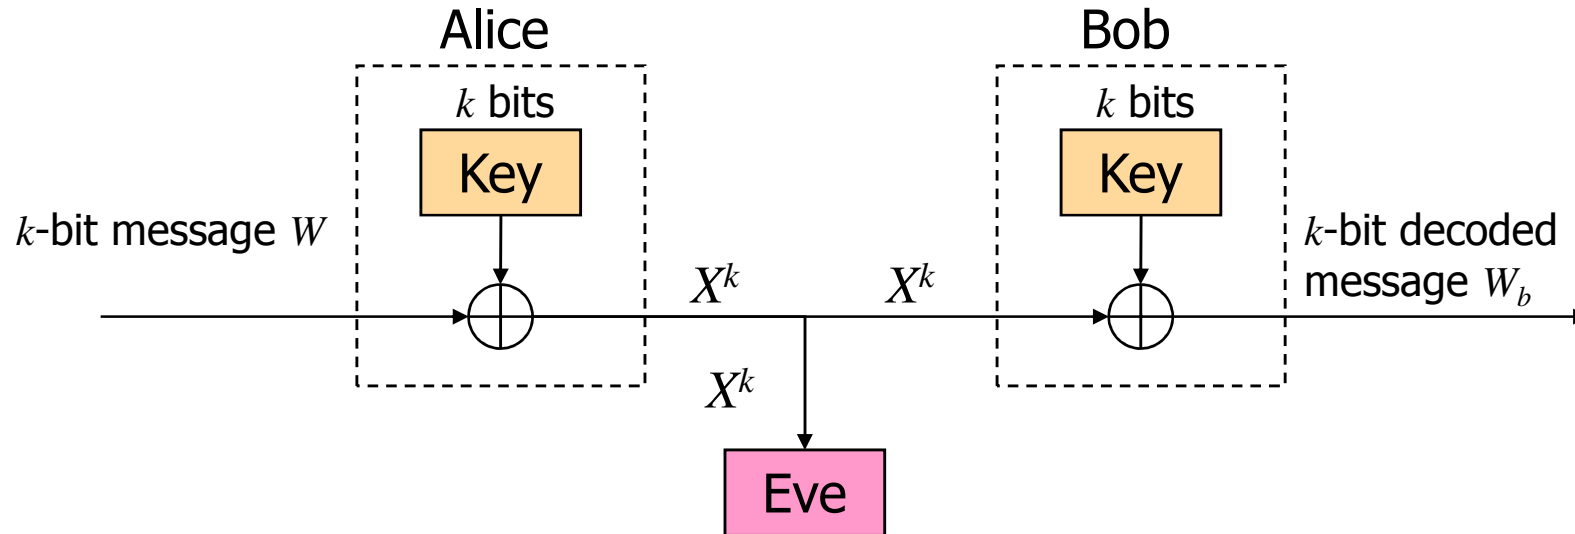 Alice
Bob
k bits
k bits
Key
Key
k-bit message W
k-bit decoded
message W_b
X^k
X^k
X^k
Eve